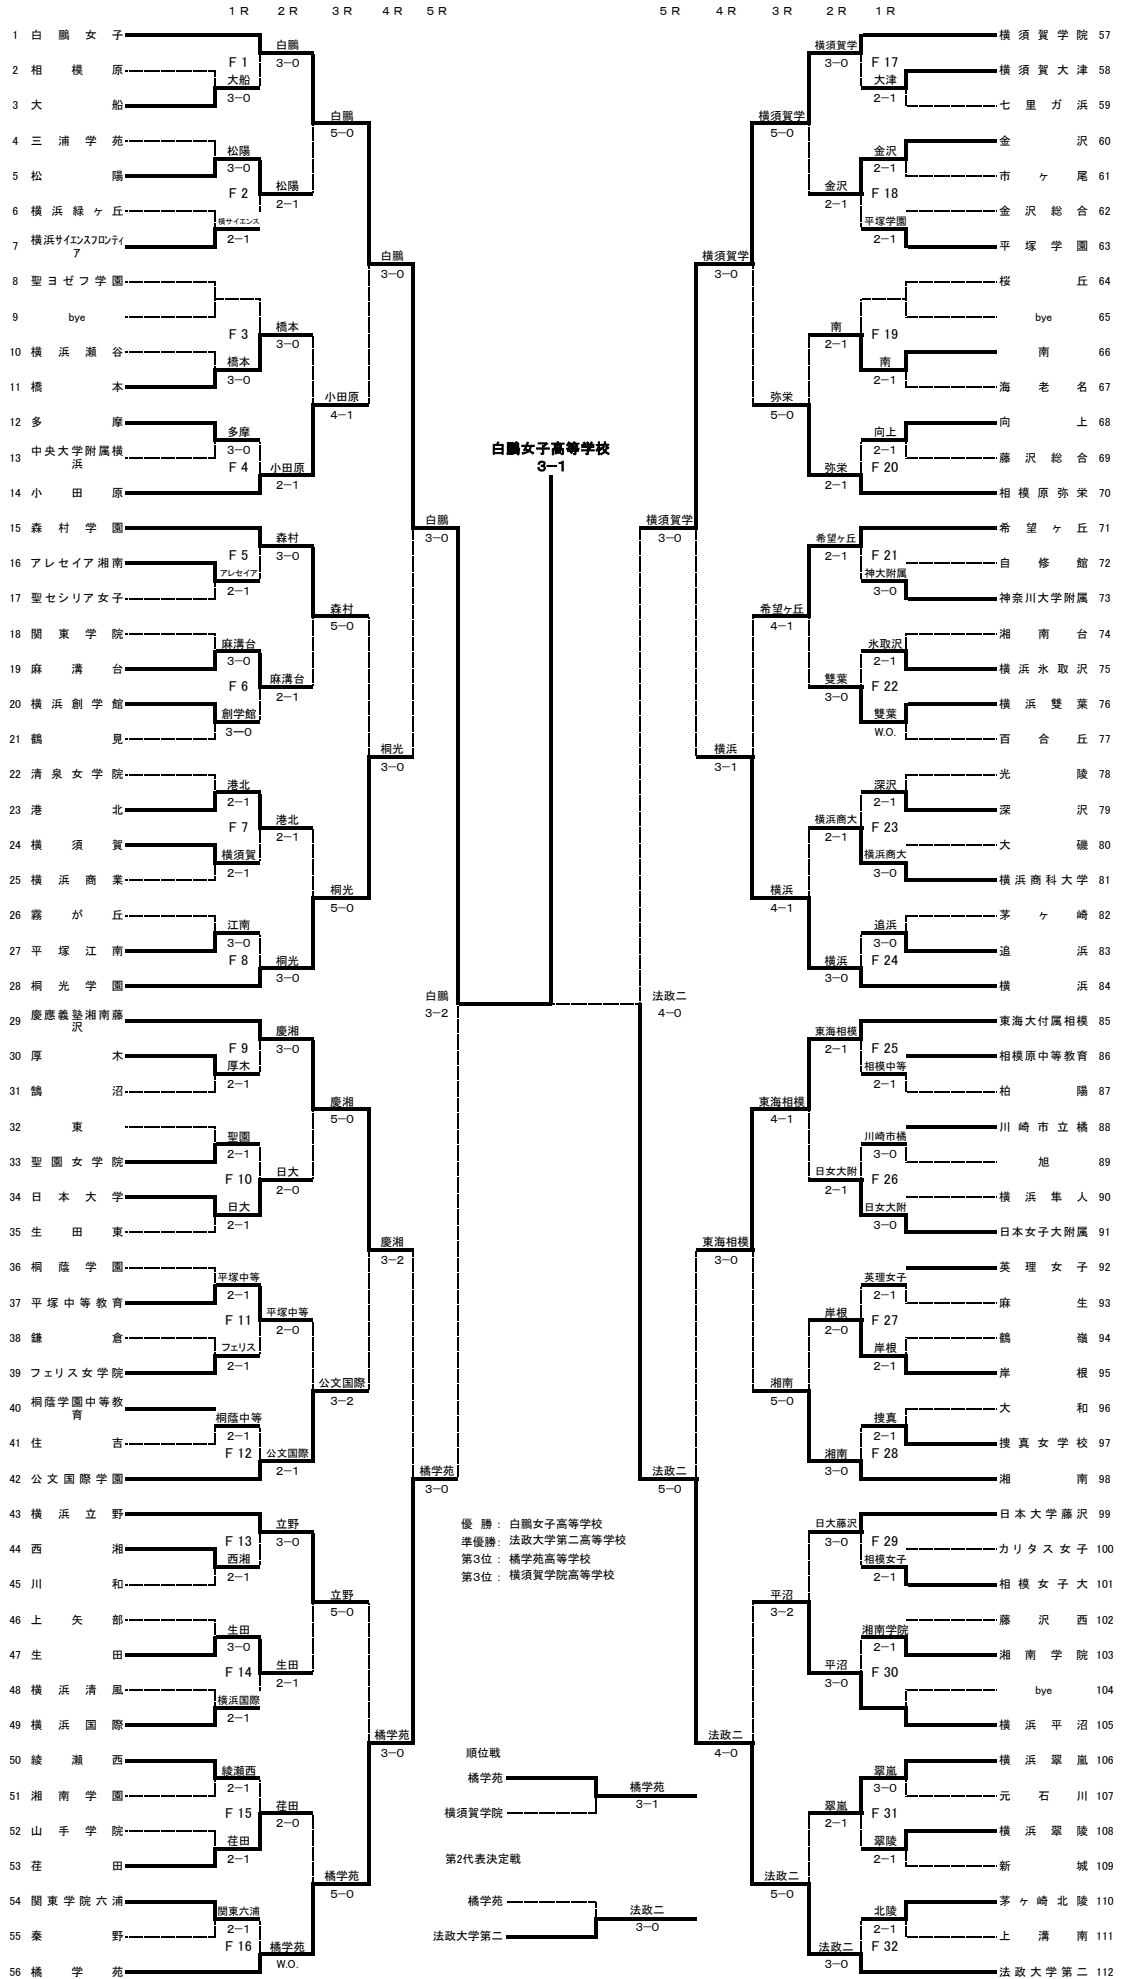 1R 2R 3R 4R 5R
5R 4R 3R 2R 1R
1 白鵬女子
2 相模原
3 大船
4 三浦学苑
5 松陽
6 横浜緑ヶ丘
7 横浜サイエンスフロンティ
ア
8 聖ヨゼフ学園
9 bye
10 横浜瀬谷
11 橋本
12 多摩
13 中央大学附属横
浜
14 小田原
15 森村学園
16 アレセイア湘南
17 聖セシリア女子
18 関東学院
19 麻溝台
20 横浜創学館
21 鶴見
22 清泉女学院
23 港北
24 横須賀
25 横浜商業
26 霧が丘
27 平塚江南
28 桐光学園
29 慶應義塾湘南藤
沢
30 厚木
31 鵠沼
32 東
33 聖園女学院
34 日本大学
35 生田東
36 桐蔭学園
37 平塚中等教育
38 鎌倉
39 フェリス女学院
40 桐蔭学園中等教
育
41 住吉
42 公文国際学園
43 横浜立野
44 西湘
45 川和
46 上矢部
47 生田
48 横浜清風
49 横浜国際
50 綾瀬西
51 湘南学園
52 山手学院
53 荏田
54 関東学院六浦
55 秦野
56 橘学苑
F1
大船
3-0
松陽
3-0
F2
横サイエンス
2-1
F3
橋本
3-0
多摩
3-0
F4
F5
アレセイア
2-1
麻溝台
3-0
F6
創学館
3-0
港北
2-1
F7
横須賀
2-1
江南
3-0
F8
F9
厚木
2-1
聖園
2-1
F10
日大
2-1
平塚中等
2-1
F11
フェリス
2-1
桐蔭中等
2-1
F12
F13
西湘
2-1
生田
3-0
F14
横浜国際
2-1
綾瀬西
2-1
F15
荏田
2-1
関東六浦
2-1
F16
白鵬
3-0
松陽
2-1
橋本
3-0
小田原
2-1
森村
3-0
麻溝台
2-1
港北
2-1
桐光
3-0
慶湘
3-0
日大
2-0
平塚中等
2-0
公文国際
2-1
立野
3-0
生田
2-1
荏田
2-0
橘学苑
W.O.
白鵬
5-0
小田原
4-1
森村
5-0
桐光
5-0
慶湘
5-0
公文国際
3-2
立野
5-0
橘学苑
5-0
白鵬
3-0
桐光
3-0
慶湘
3-2
橘学苑
3-0
白鵬
3-0
橘学苑
3-0
白鵬
3-2
白鵬女子高等学校
3-1
法政二
4-0
横須賀学
3-0
法政二
5-0
横須賀学
3-0
横浜
3-1
東海相模
3-0
法政二
4-0
横須賀学
5-0
弥栄
5-0
希望ヶ丘
4-1
横浜
4-1
東海相模
4-1
湘南
5-0
平沼
3-2
法政二
5-0
横須賀学
3-0
金沢
2-1
南
2-1
弥栄
2-1
希望ヶ丘
2-1
雙葉
3-0
横浜商大
2-1
横浜
3-0
東海相模
2-1
日女大附
2-1
岸根
2-0
湘南
3-0
日大藤沢
3-0
平沼
3-0
翠嵐
2-1
法政二
3-0
F17
大津
2-1
金沢
2-1
F18
平塚学園
2-1
F19
南
2-1
向上
2-1
F20
F21
神大附属
3-0
氷取沢
2-1
F22
雙葉
W.O.
深沢
2-1
F23
横浜商大
3-0
追浜
3-0
F24
F25
相模中等
2-1
川崎市橘
3-0
F26
日女大附
3-0
英理女子
2-1
F27
岸根
2-1
捜真
2-1
F28
F29
相模女子
2-1
湘南学院
2-1
F30
翠嵐
3-0
F31
翠陵
2-1
北陵
2-1
F32
横須賀学院 57
横須賀大津 58
七里ガ浜 59
金沢 60
市ヶ尾 61
金沢総合 62
平塚学園 63
桜丘 64
bye 65
南 66
海老名 67
向上 68
藤沢総合 69
相模原弥栄 70
希望ヶ丘 71
自修館 72
神奈川大学附属 73
湘南台 74
横浜氷取沢 75
横浜雙葉 76
百合丘 77
光陵 78
深沢 79
大磯 80
横浜商科大学 81
茅ヶ崎 82
追浜 83
横浜 84
東海大付属相模 85
相模原中等教育 86
柏陽 87
川崎市立橘 88
旭 89
横浜隼人 90
日本女子大附属 91
英理女子 92
麻生 93
鶴嶺 94
岸根 95
大和 96
捜真女学校 97
湘南 98
日本大学藤沢 99
カリタス女子 100
相模女子大 101
藤沢西 102
湘南学院 103
bye 104
横浜平沼 105
横浜翠嵐 106
元石川 107
横浜翠陵 108
新城 109
茅ヶ崎北陵 110
上溝南 111
法政大学第二 112
優勝: 白鵬女子高等学校
準優勝: 法政大学第二高等学校
第3位: 橘学苑高等学校
第3位: 横須賀学院高等学校
順位戦
橘学苑
横須賀学院
橘学苑
3-1
第2代表決定戦
橘学苑
法政大学第二
法政二
3-0